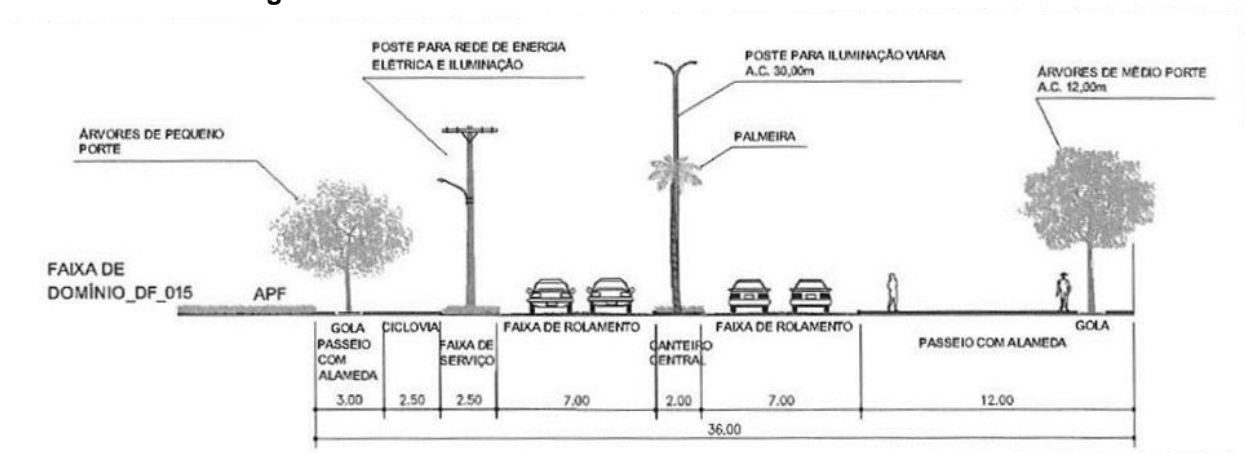 POSTE PARA REDE DE ENERGIA
ELÉTRICA E ILUMINAÇÃO
POSTE PARA ILUMINAÇÃO VIÁRIA
A.C. 30,00m
ÁRVORES DE MÉDIO PORTE
A.C. 12,00m
ÁRVORES DE PEQUENO
PORTE
PALMEIRA
FAIXA DE
DOMÍNIO_DF_015
APF
GOLA
PASSEIO
COM
ALAMEDA
CICLOVIA
FAIXA DE
SERVIÇO
FAIXA DE ROLAMENTO
CANTEIRO
CENTRAL
FAIXA DE ROLAMENTO
PASSEIO COM ALAMEDA
GOLA
3.00
2.50
2.50
7.00
2.00
7.00
12.00
36.00